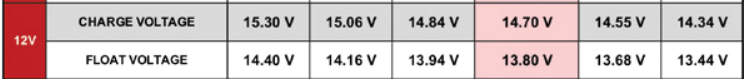 12V
CHARGE VOLTAGE 15.30 V 15.06 V 14.84 V 14.70 V 14.55 V 14.34 V
FLOAT VOLTAGE 14.40 V 14.16 V 13.94 V 13.80 V 13.68 V 13.44 V